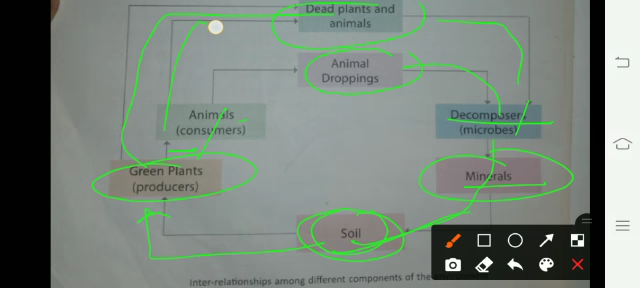 Dead plants and
animals
Animal
Droppings
Animals
(consumers)
Decomposers
(microbes)
Green Plants
(producers)
Minerals
Soil
Inter-relationships among different components of the